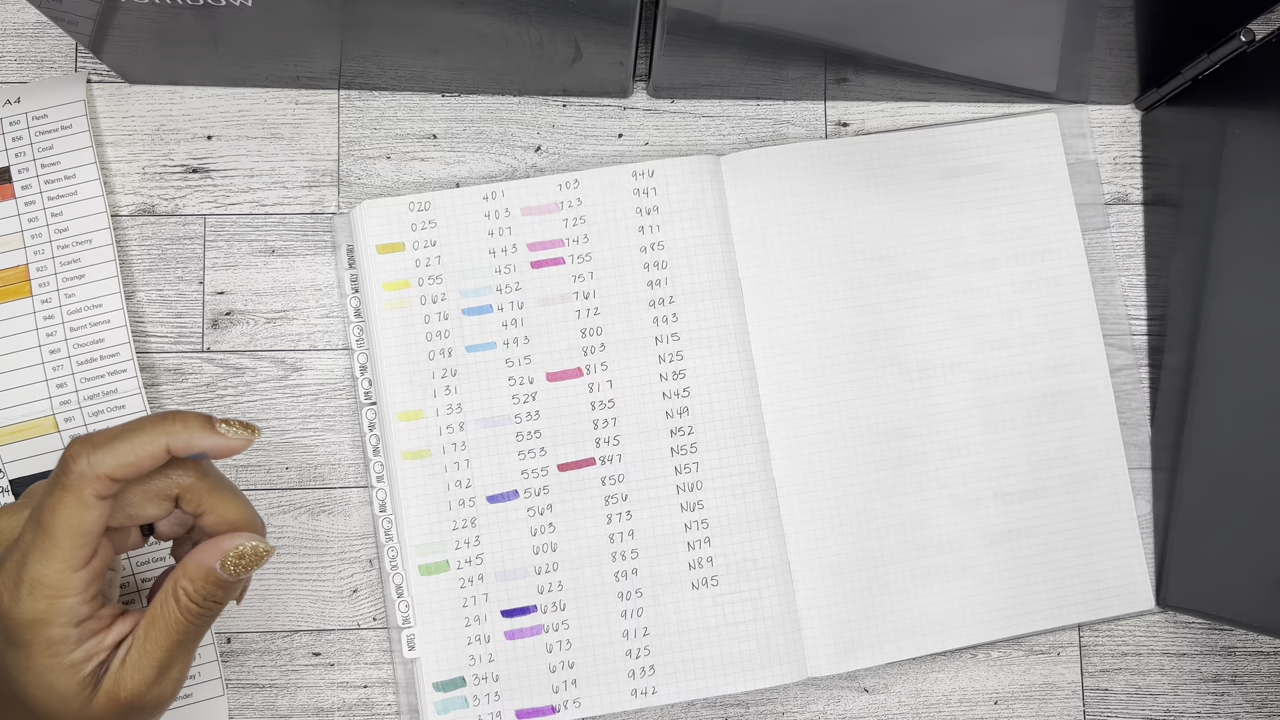 Tombow
A4
850 Flesh
856 Chinese Red
873 Coral
879 Brown
885 Warm Red
899 Redwood
905 Red
910 Opal
912 Pale Cherry
925 Scarlet
933 Orange
942 Tan
946 Gold Ochre
947 Burnt Sienna
969 Chocolate
977 Saddle Brown
985 Chrome Yellow
990 Light Sand
991 Light Ochre
N57
N60
WEEKLY
MONTHLY
JAN
FEB
MAR
APR
MAY
JUN
JUL
AUG
SEPT
OCT
NOV
DEC
NOTES
020
025
055
062
090
098
126
131
133
158
173
177
192
195
228
243
245
249
277
291
296
312
346
373
379
401
403
407
443
451
452
476
491
493
515
526
528
533
535
553
555
565
569
603
606
620
623
636
665
673
676
679
685
703
723
725
743
755
757
761
772
800
803
815
817
835
837
845
847
850
856
873
879
885
899
905
910
912
925
933
942
946
947
969
977
985
990
991
992
993
N15
N25
N35
N45
N49
N52
N55
N57
N60
N65
N75
N79
N89
N95